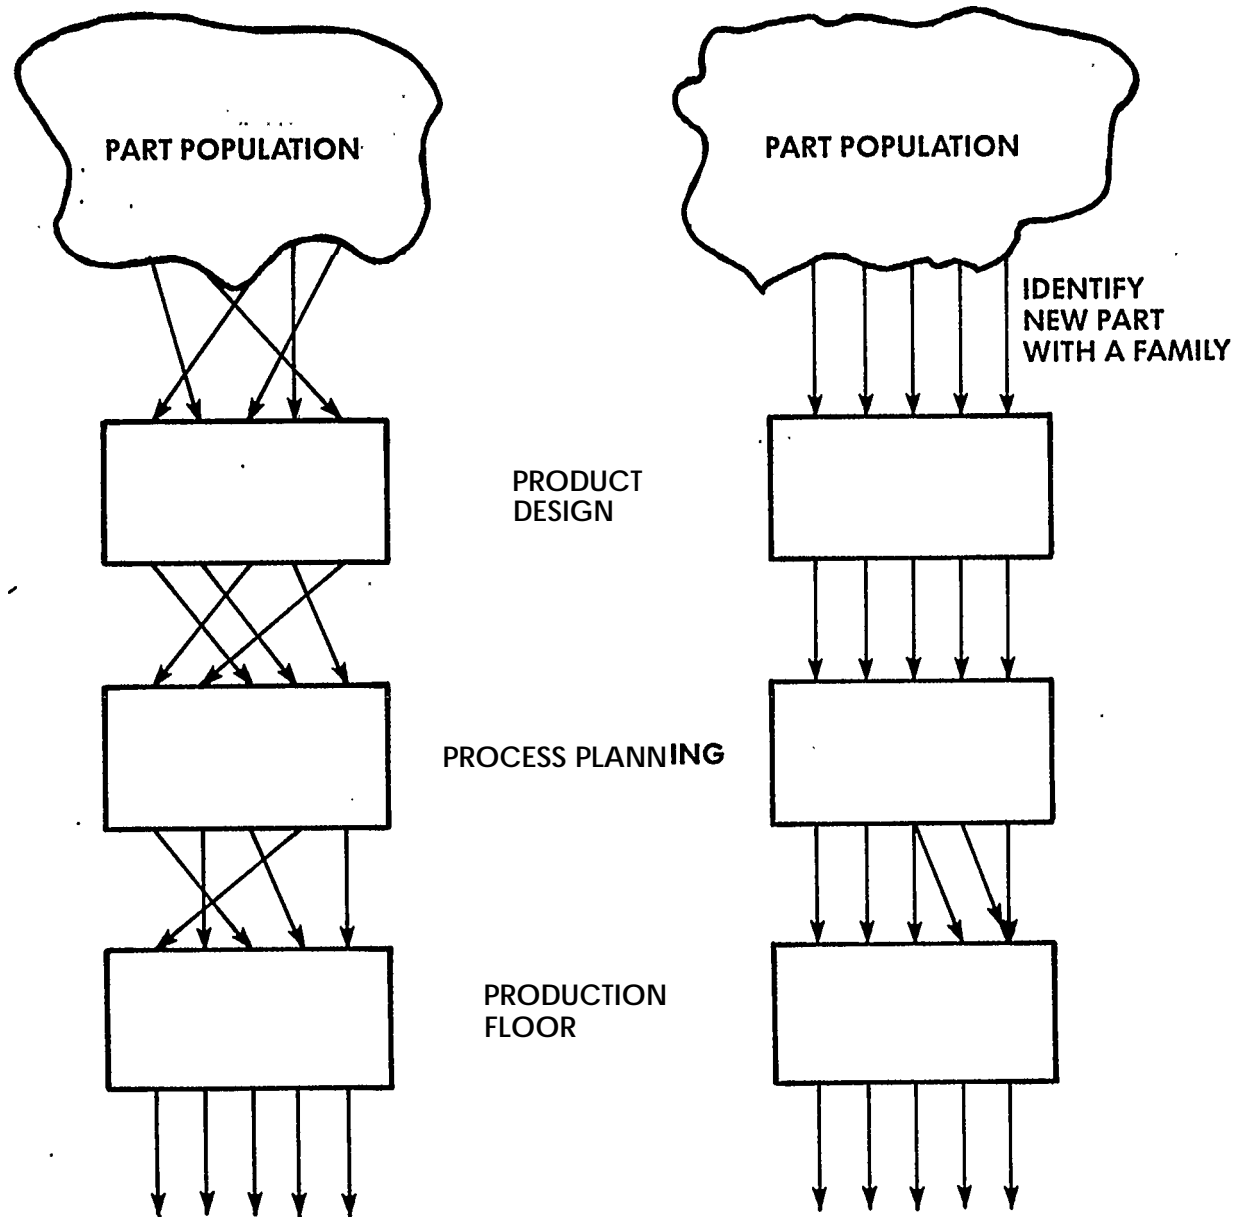 PART POPULATION
PART POPULATION
IDENTIFY
NEW PART
WITH A FAMILY
PRODUCT
DESIGN
PROCESS PLANNING
PRODUCTION
FLOOR